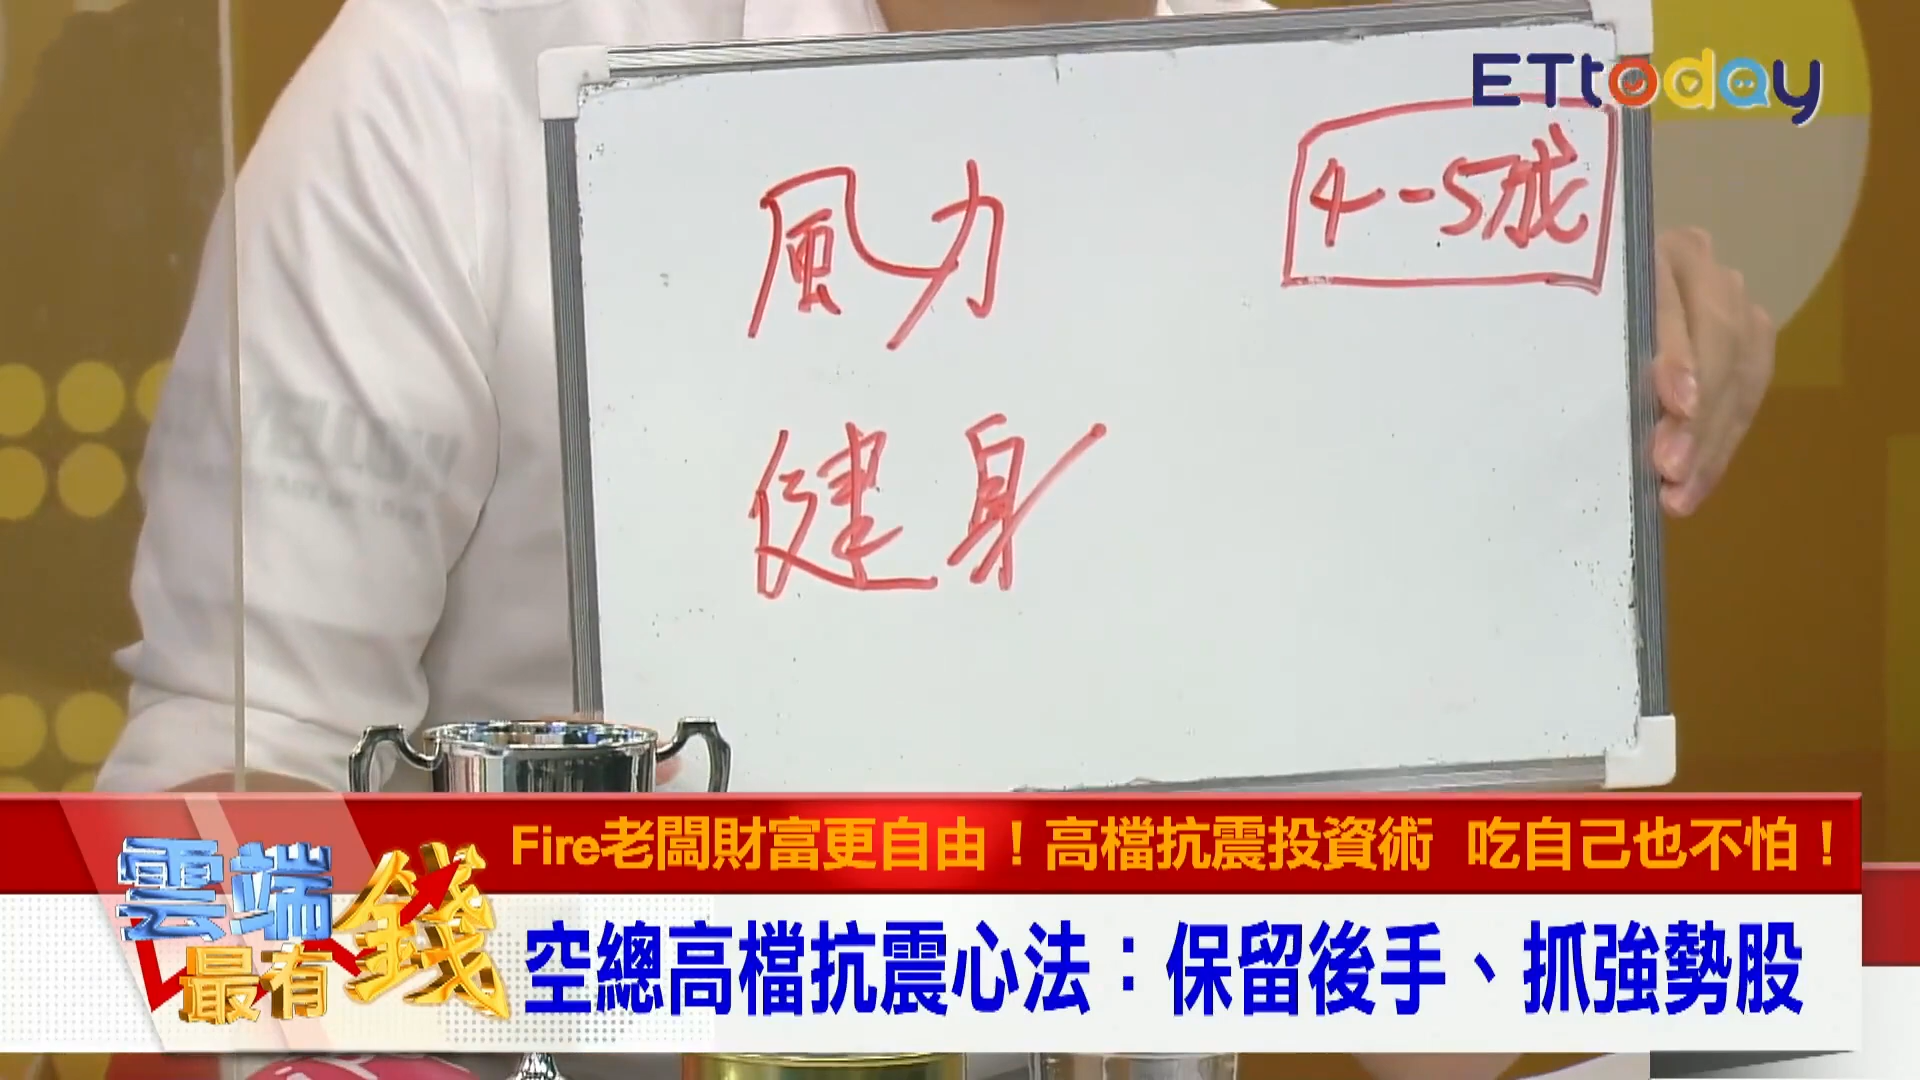 ETtoday
4-5成
風力
健身
Fire老闆財富更自由！高檔抗震投資術 吃自己也不怕！
雲端最有錢
空總高檔抗震心法：保留後手、抓強勢股